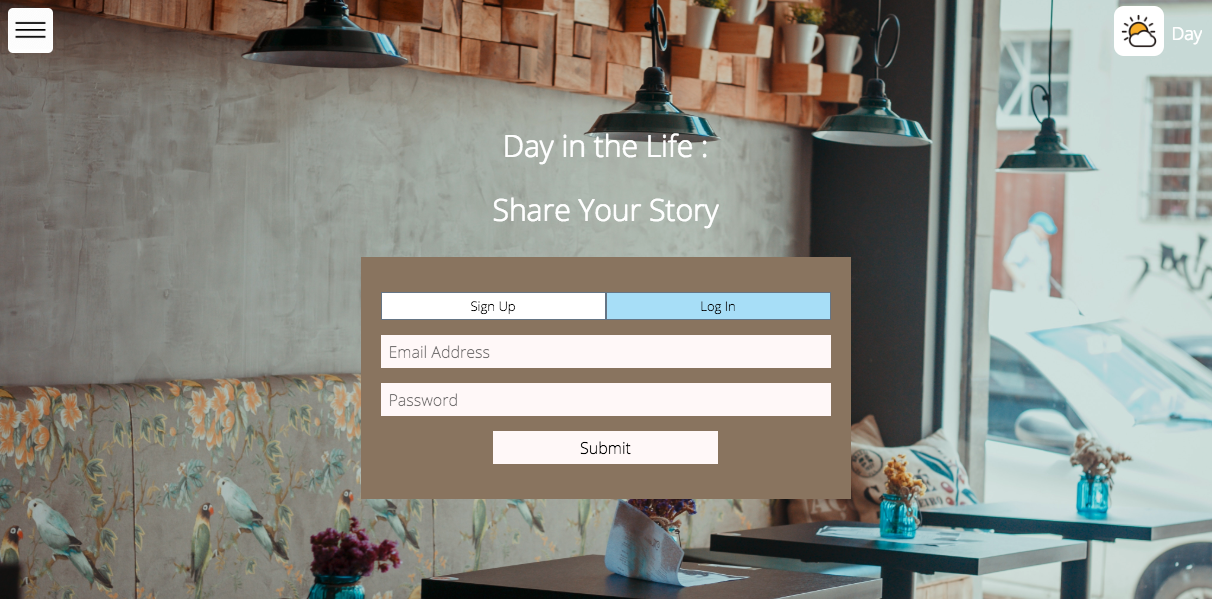 Day
Day in the Life :
Share Your Story
Sign Up
Log In
Email Address
Password
Submit